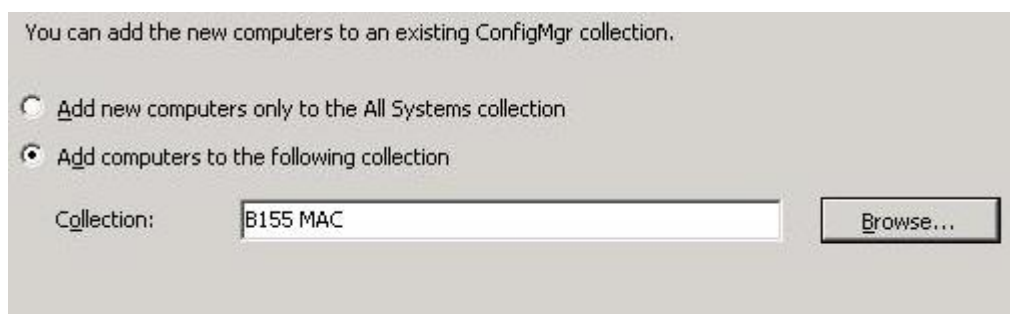 You can add the new computers to an existing ConfigMgr collection.
Add new computers only to the All Systems collection
Add computers to the following collection
Collection: B155 MAC Browse...